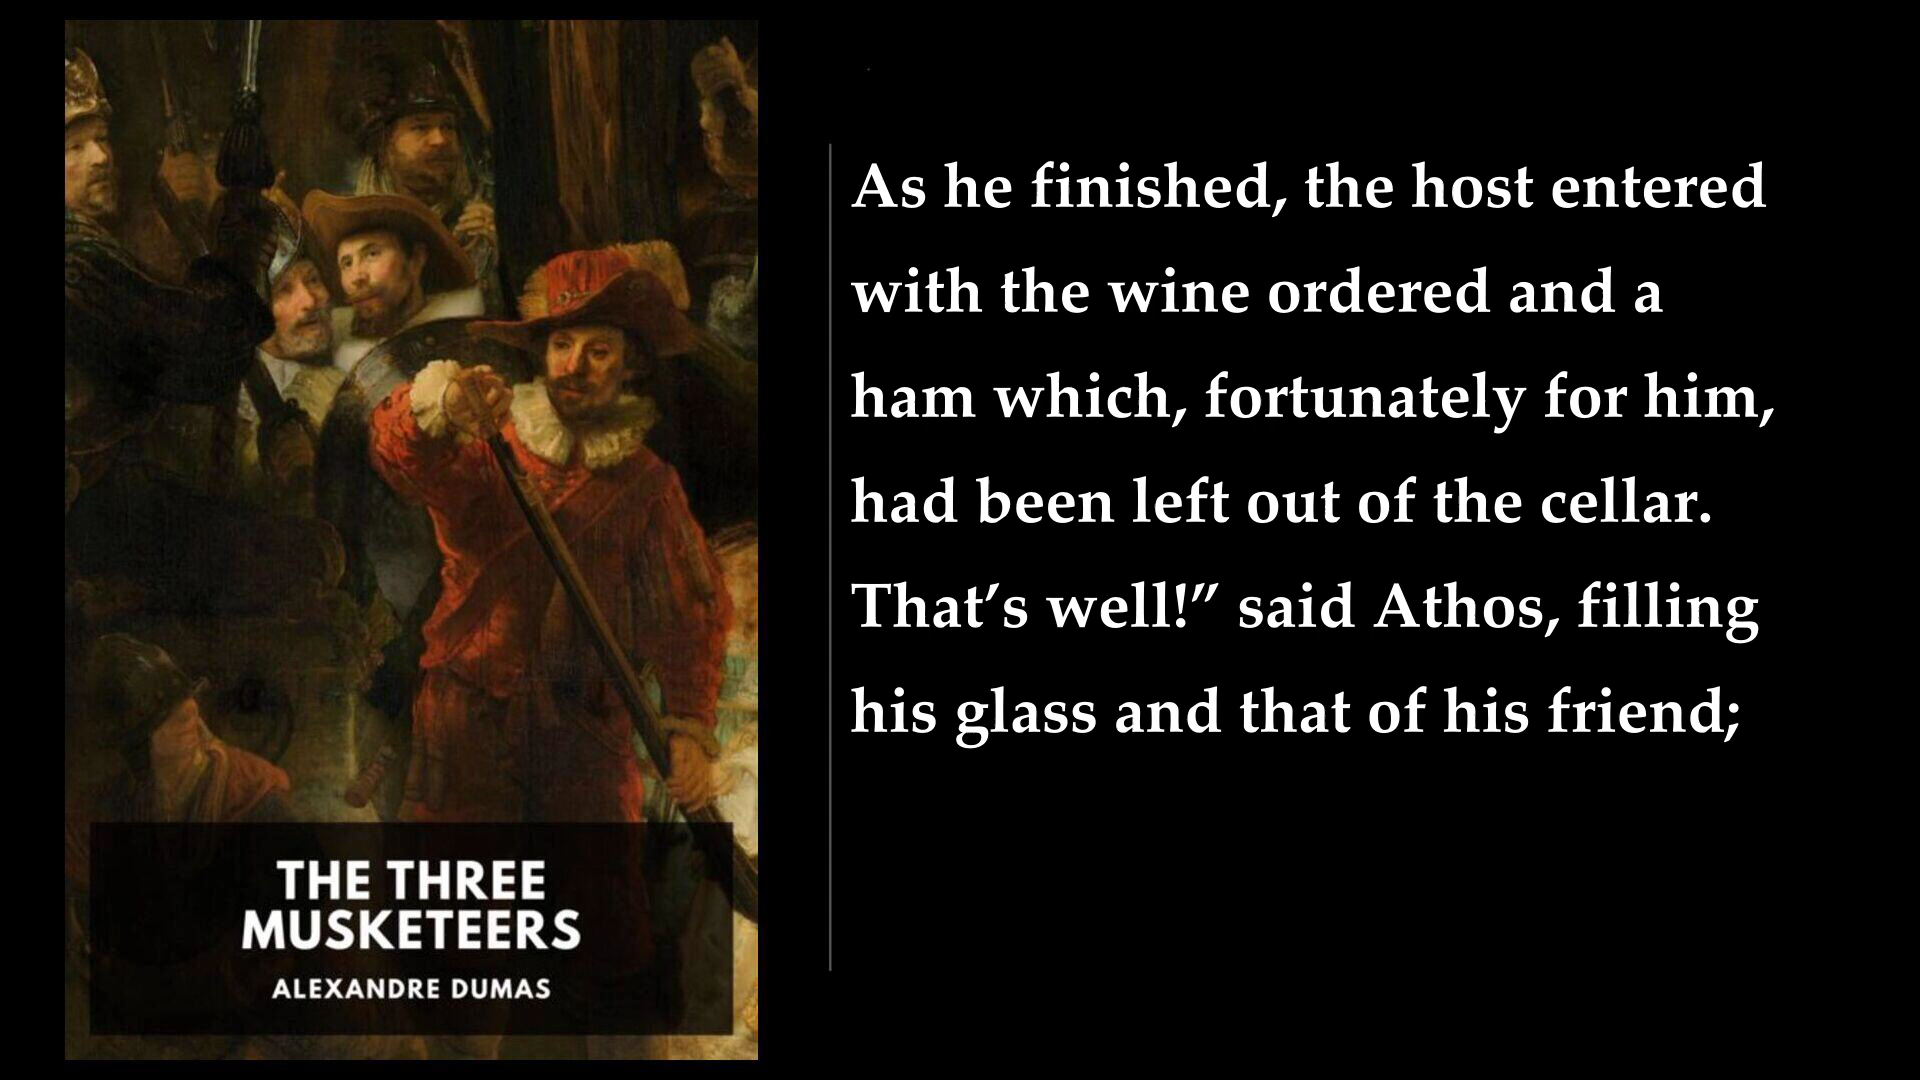 THE THREE
MUSKETEERS
ALEXANDRE DUMAS
As he finished, the host entered
with the wine ordered and a
ham which, fortunately for him,
had been left out of the cellar.
That’s well!” said Athos, filling
his glass and that of his friend;